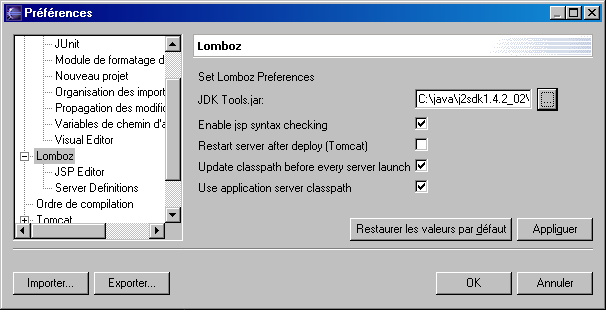 Préférences
JUnit
Module de formatage d
Nouveau projet
Organisation des import
Propagation des modific
Variables de chemin d'a
Visual Editor
Lomboz
JSP Editor
Server Definitions
Ordre de compilation
Tomcat
Lomboz
Set Lomboz Preferences
JDK Tools.jar: C:\java\j2sdk1.4.2_02\ ...
Enable jsp syntax checking
Restart server after deploy (Tomcat)
Update classpath before every server launch
Use application server classpath
Restaurer les valeurs par défaut Appliquer
Importer... Exporter... OK Annuler